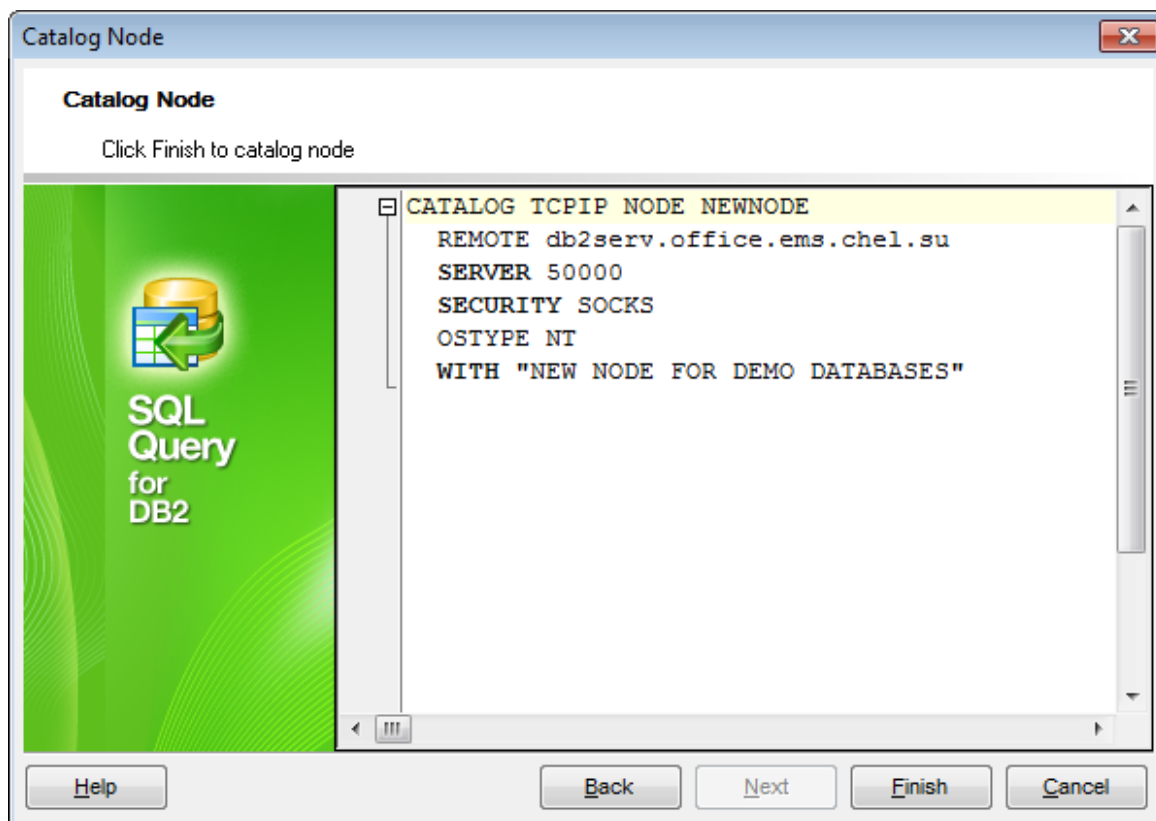 Catalog Node
Catalog Node
Click Finish to catalog node
CATALOG TCPIP NODE NEWNODE
REMOTE db2serv.office.ems.chel.su
SERVER 50000
SECURITY SOCKS
OSTYPE NT
WITH "NEW NODE FOR DEMO DATABASES"
SQL
Query
for
DB2
Help
Back
Next
Finish
Cancel